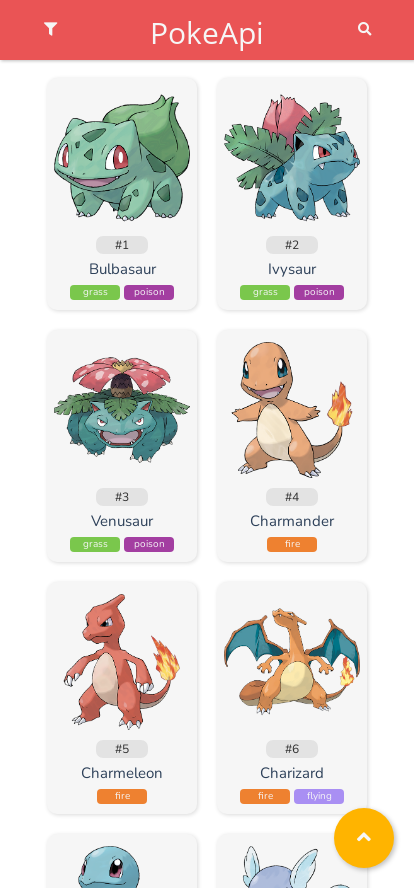 PokeApi
#1
Bulbasaur
grass poison
#2
Ivysaur
grass poison
#3
Venusaur
grass poison
#4
Charmander
fire
#5
Charmeleon
fire
#6
Charizard
fire flying